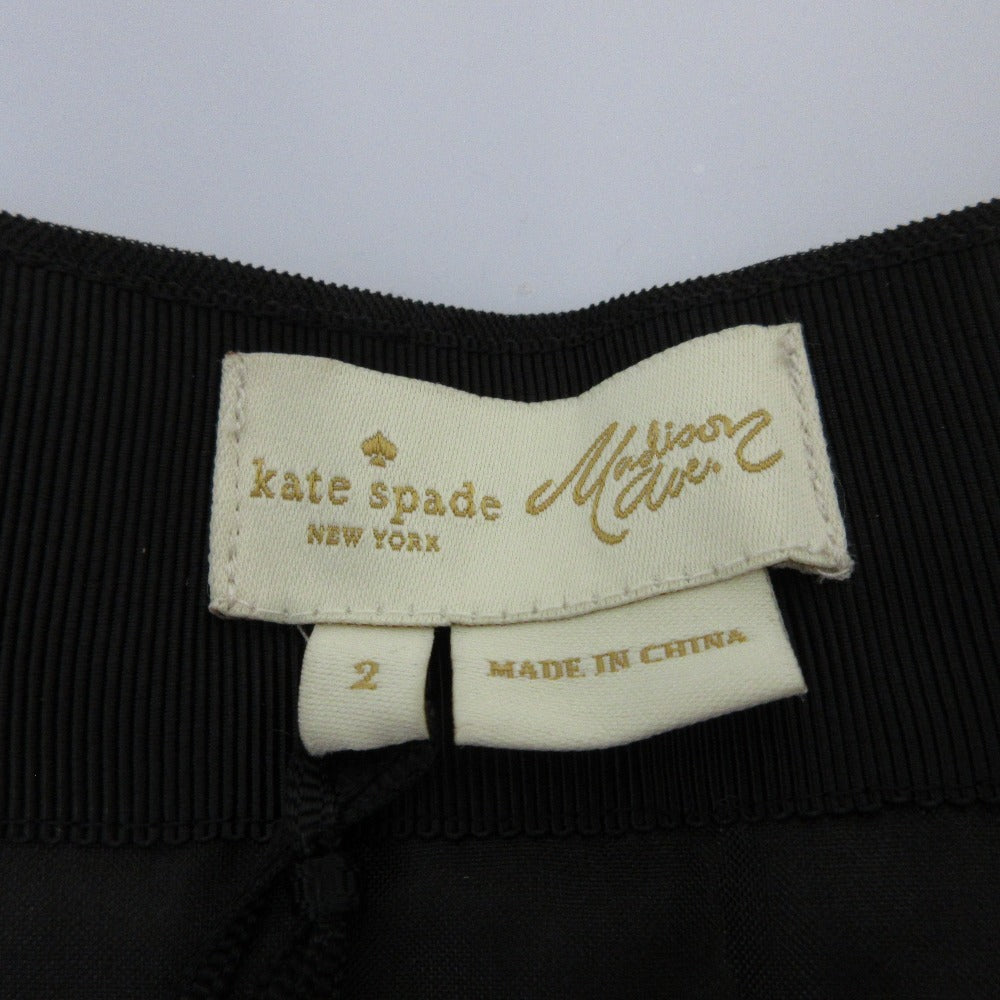 kate spade
NEW YORK
Madison
Ave.
2
MADE IN CHINA